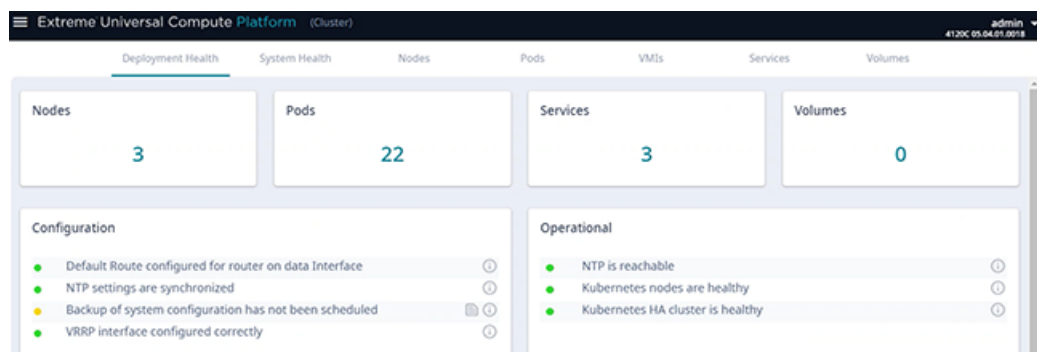 Extreme Universal Compute Platform (Cluster)
admin
4120C 05.04.01.0018
Deployment Health System Health Nodes Pods VMIs Services Volumes
Nodes Pods Services Volumes
3 22 3 0
Configuration Operational
Default Route configured for router on data Interface NTP is reachable
NTP settings are synchronized Kubernetes nodes are healthy
Backup of system configuration has not been scheduled Kubernetes HA cluster is healthy
VRRP interface configured correctly